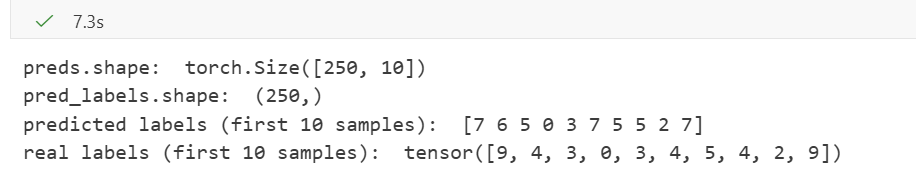 7.3s
preds.shape:  torch.Size([250, 10])
pred_labels.shape:  (250,)
predicted labels (first 10 samples):  [7 6 5 0 3 7 5 5 2 7]
real labels (first 10 samples):  tensor([9, 4, 3, 0, 3, 4, 5, 4, 2, 9])